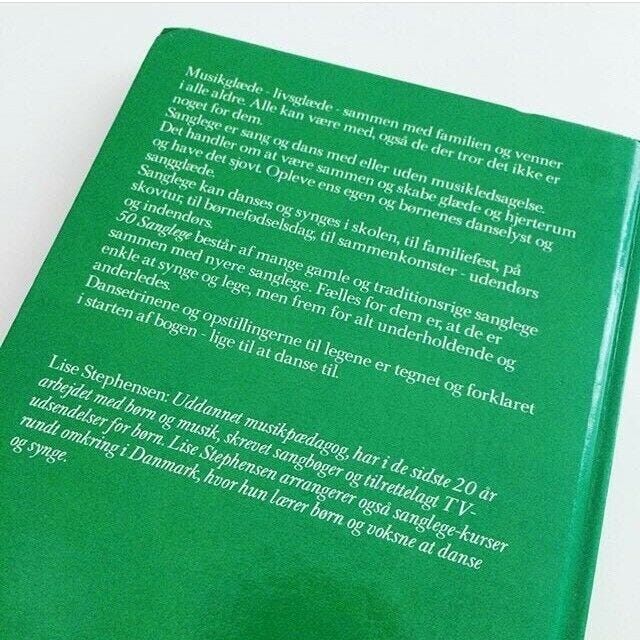 Musikglæde - livsglæde - sammen med familien og venner
i alle aldre. Alle kan være med, også de der tror det ikke er
noget for dem.
Sanglege er sang og dans med eller uden musikledsagelse.
Det handler om at være sammen og skabe glæde og hjerterum
og have det sjovt. Opleve ens egen og børnenes danselyst og
sangglæde.
Sanglege kan danses og synges i skolen, til familiefest, på
skovtur, til børnefødselsdag, til sammenkomster - udendørs
og indendørs.
50 Sanglege består af mange gamle og traditionsrige sanglege
sammen med nyere sanglege. Fælles for dem er, at de er
enkle at synge og lege, men frem for alt underholdende og
anderledes.
Dansetrinene og opstillingerne til legene er tegnet og forklaret
i starten af bogen - lige til at danse til.
Lise Stephensen: Uddannet musikpædagog, har i de sidste 20 år
arbejdet med børn og musik, skrevet sangbøger og tilrettelagt TV-
udsendelser for børn. Lise Stephensen arrangerer også sanglege-kurser
rundt omkring i Danmark, hvor hun lærer børn og voksne at danse
og synge.